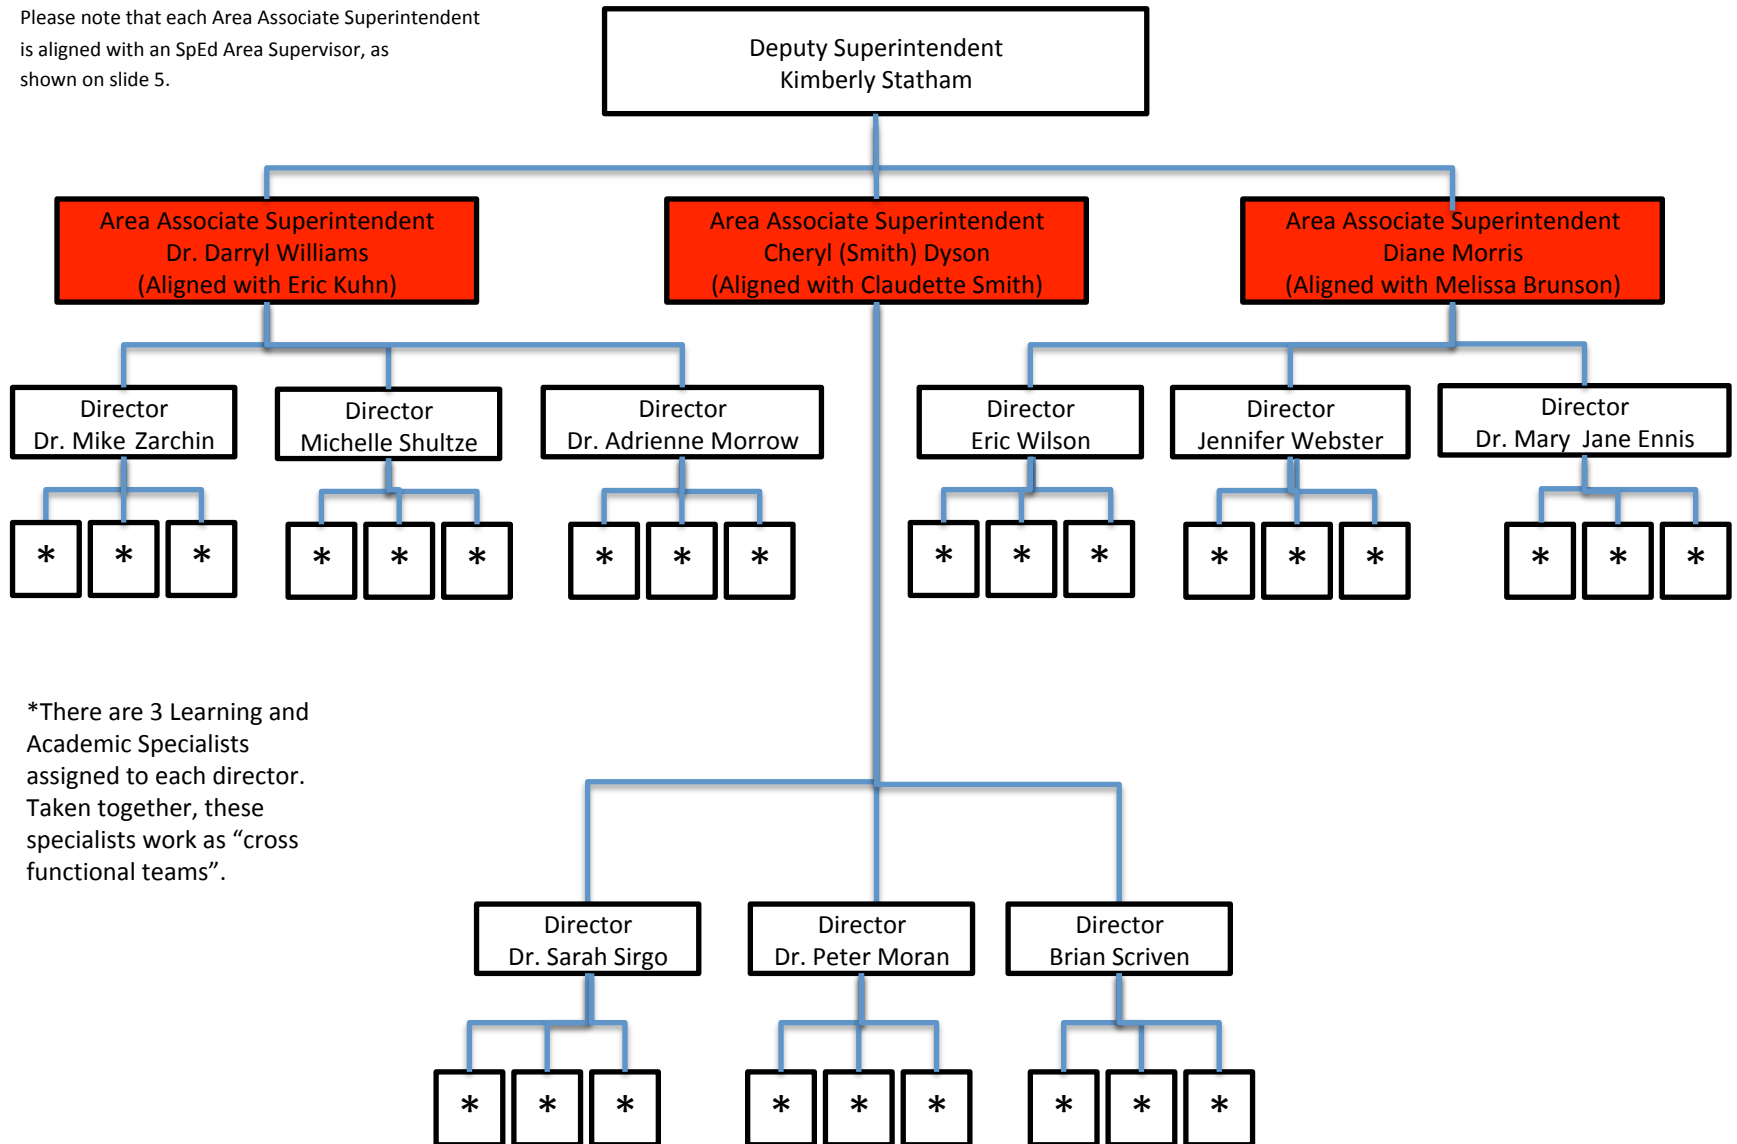 Please note that each Area Associate Superintendent
is aligned with an SpEd Area Supervisor, as
shown on slide 5.
Deputy Superintendent
Kimberly Statham
Area Associate Superintendent
Dr. Darryl Williams
(Aligned with Eric Kuhn)
Area Associate Superintendent
Cheryl (Smith) Dyson
(Aligned with Claudette Smith)
Area Associate Superintendent
Diane Morris
(Aligned with Melissa Brunson)
Director
Dr. Mike Zarchin
Director
Michelle Shultze
Director
Dr. Adrienne Morrow
Director
Eric Wilson
Director
Jennifer Webster
Director
Dr. Mary Jane Ennis
* * *
* * *
* * *
* * *
* * *
* * *
*There are 3 Learning and
Academic Specialists
assigned to each director.
Taken together, these
specialists work as “cross
functional teams”.
Director
Dr. Sarah Sirgo
Director
Dr. Peter Moran
Director
Brian Scriven
* * *
* * *
* * *